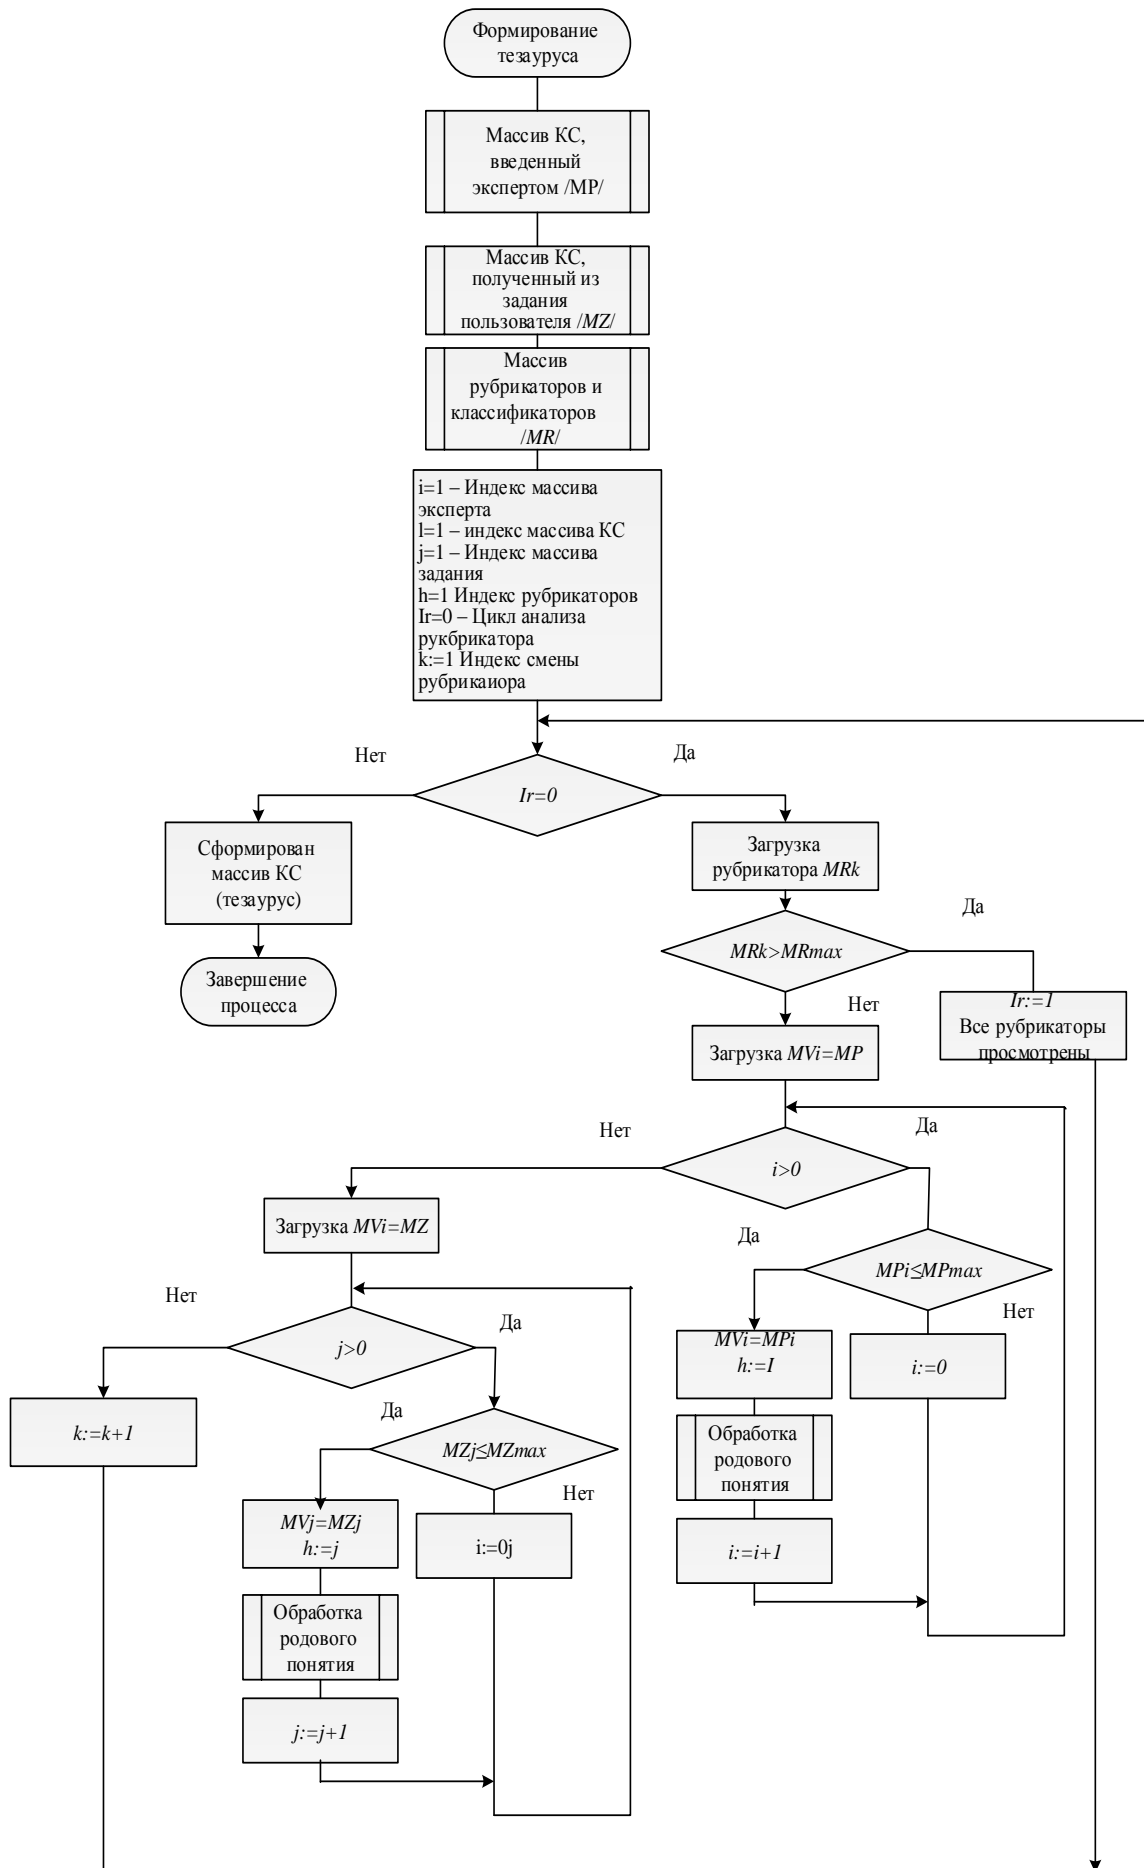 Формирование
тезауруса
Массив КС,
введенный
экспертом /МР/
Массив КС,
полученный из
задания
пользователя /MZ/
Массив
рубрикаторов и
классификаторов
/MR/
i=1 – Индекс массива
эксперта
l=1 – индекс массива КС
j=1 – Индекс массива
задания
h=1 Индекс рубрикаторов
Ir=0 – Цикл анализа
рукбрикатора
k:=1 Индекс смены
рубрикаиора
Нет
Да
Ir=0
Сформирован
массив КС
(тезаурус)
Загрузка
рубрикатора MRk
Да
MRk>MRmax
Завершение
процесса
Нет
Ir:=1
Все рубрикаторы
просмотрены
Загрузка MVi=MP
Нет
Да
i>0
Загрузка MVi=MZ
Да
MPi≤MPmax
Нет
Нет
Да
j>0
MVi=MPi
h:=I
i:=0
k:=k+1
Да
MZj≤MZmax
Обработка
родового
понятия
Нет
MVj=MZj
h:=j
i:=0j
i:=i+1
Обработка
родового
понятия
j:=j+1